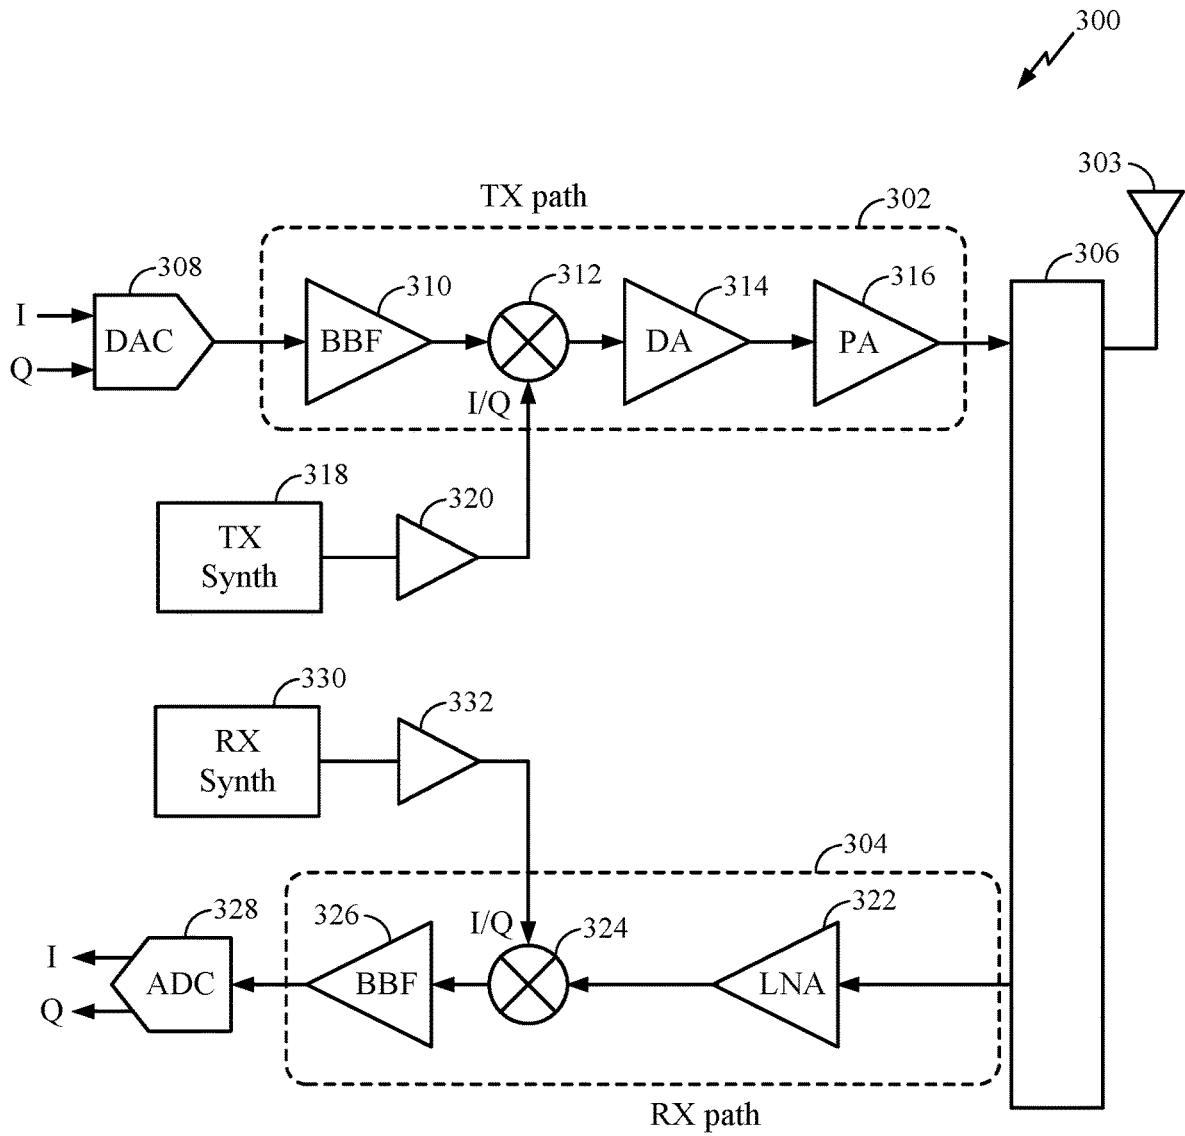 300
303
TX path
302
306
308
310
312
314
316
I
Q
DAC
BBF
DA
PA
I/Q
318
320
TX
Synth
330
332
RX
Synth
304
328
326
I/Q
324
322
I
Q
ADC
BBF
LNA
RX path